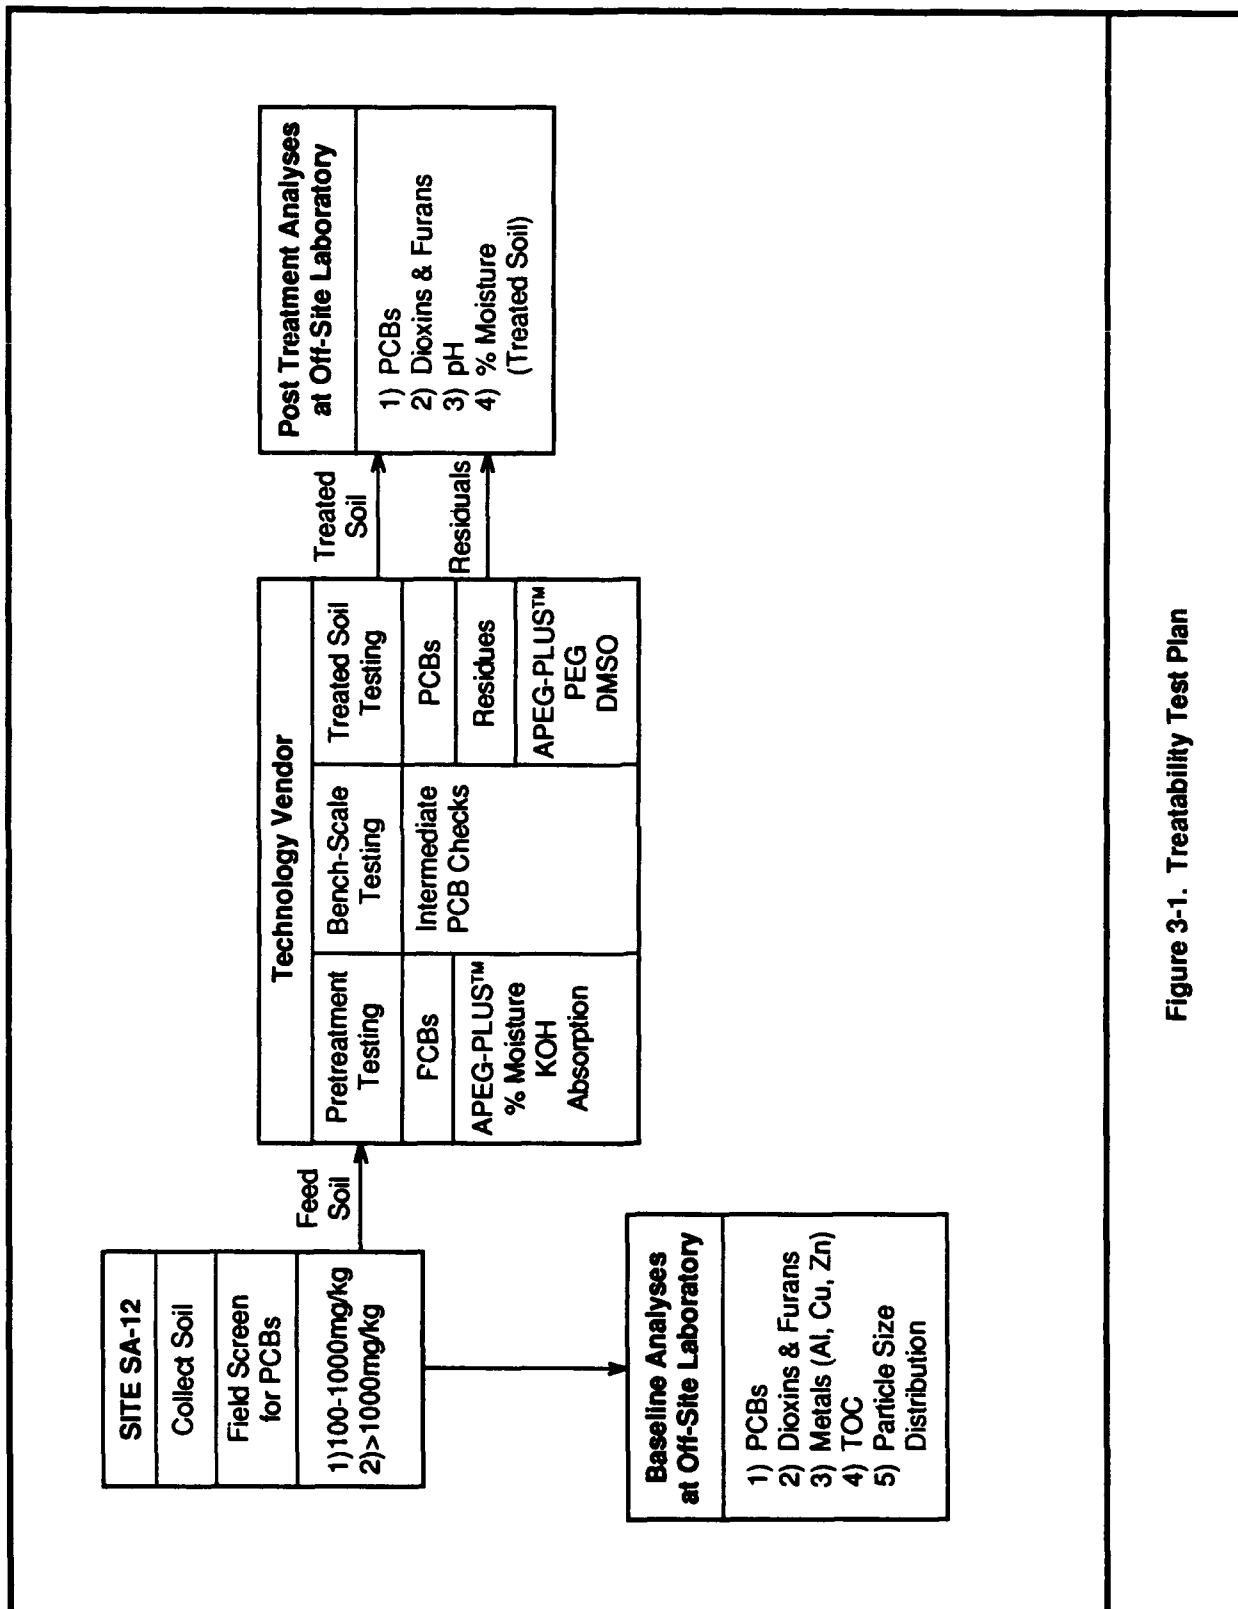 SITE SA-12
Collect Soil
Field Screen
for PCBs
1)100-1000mg/kg
2)>1000mg/kg
Feed
Soil
Baseline Analyses
at Off-Site Laboratory
1) PCBs
2) Dioxins & Furans
3) Metals (Al, Cu, Zn)
4) TOC
5) Particle Size
Distribution
Technology Vendor
Pretreatment
Testing
PCBs
APEG-PLUS™
% Moisture
KOH
Absorption
Bench-Scale
Testing
Intermediate
PCB Checks
Treated Soil
Testing
PCBs
Residues
APEG-PLUS™
PEG
DMSO
Treated
Soil
Residuals
Post Treatment Analyses
at Off-Site Laboratory
1) PCBs
2) Dioxins & Furans
3) pH
4) % Moisture
(Treated Soil)
Figure 3-1. Treatability Test Plan